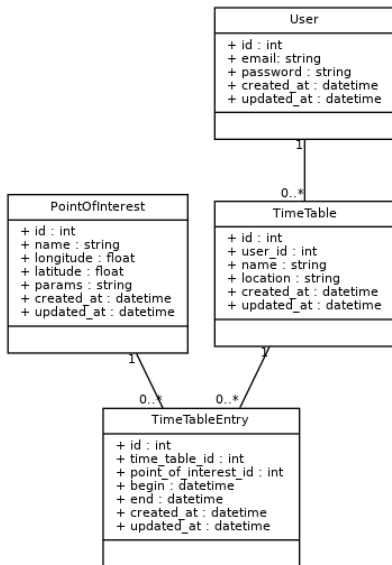 User
+ id : int
+ email: string
+ password : string
+ created_at : datetime
+ updated_at : datetime
1
0..*
PointOfInterest
+ id : int
+ name : string
+ longitude : float
+ latitude : float
+ params : string
+ created_at : datetime
+ updated_at : datetime
1
TimeTable
+ id : int
+ user_id : int
+ name : string
+ location : string
+ created_at : datetime
+ updated_at : datetime
1
0..*
0..*
TimeTableEntry
+ id : int
+ time_table_id : int
+ point_of_interest_id : int
+ begin : datetime
+ end : datetime
+ created_at : datetime
+ updated_at : datetime